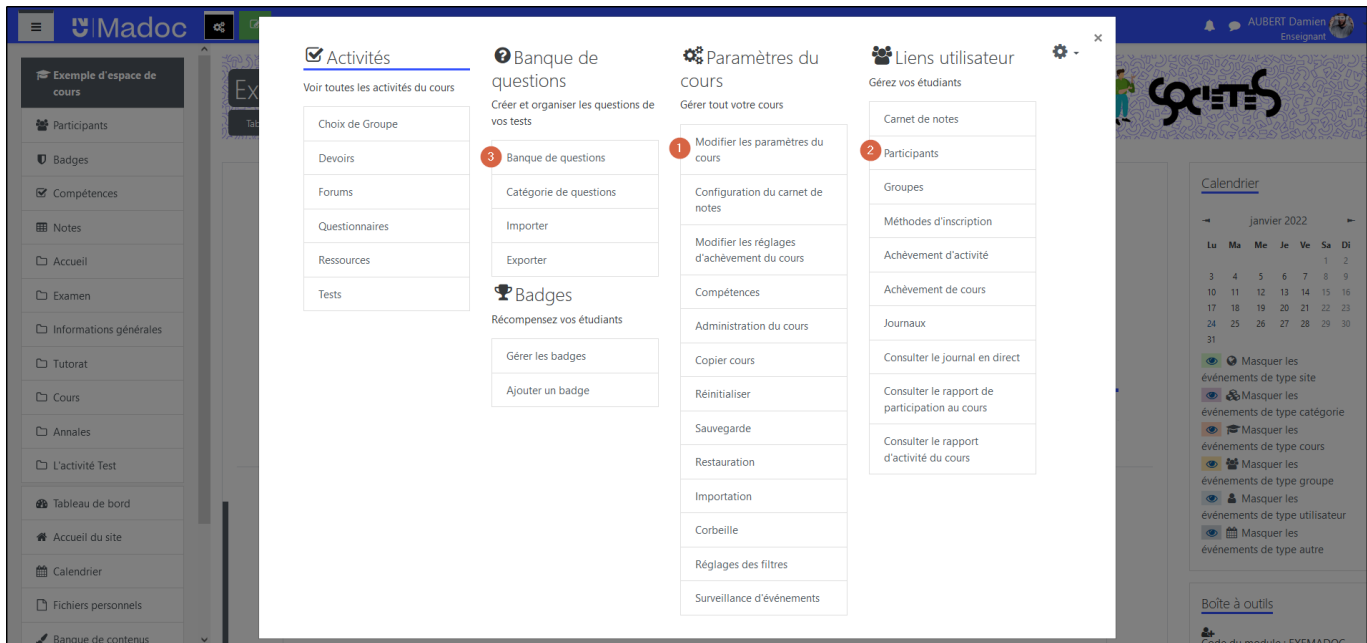 Madoc
AUBERT Damien
Enseignant
Exemple d'espace de
cours
Participants
Badges
Compétences
Notes
Accueil
Examen
Informations générales
Tutorat
Cours
Annales
L'activité Test
Tableau de bord
Accueil du site
Calendrier
Fichiers personnels
Banque de contenus
Ex
Tab
Activités
Voir toutes les activités du cours
Choix de Groupe
Devoirs
Forums
Questionnaires
Ressources
Tests
Banque de
questions
Créer et organiser les questions de
vos tests
3 Banque de questions
Catégorie de questions
Importer
Exporter
Badges
Récompensez vos étudiants
Gérer les badges
Ajouter un badge
Paramètres du
cours
Gérer tout votre cours
1 Modifier les paramètres du
cours
Configuration du carnet de
notes
Modifier les réglages
d'achèvement du cours
Compétences
Administration du cours
Copier cours
Réinitialiser
Sauvegarde
Restauration
Importation
Corbeille
Réglages des filtres
Surveillance d'événements
Liens utilisateur
Gérez vos étudiants
Carnet de notes
2 Participants
Groupes
Méthodes d'inscription
Achèvement d'activité
Achèvement de cours
Journaux
Consulter le journal en direct
Consulter le rapport de
participation au cours
Consulter le rapport
d'activité du cours
×
SOCIETES
Calendrier
janvier 2022
Lu Ma Me Je Ve Sa Di
1 2
3 4 5 6 7 8 9
10 11 12 13 14 15 16
17 18 19 20 21 22 23
24 25 26 27 28 29 30
31
Masquer les
événements de type site
Masquer les
événements de type catégorie
Masquer les
événements de type cours
Masquer les
événements de type groupe
Masquer les
événements de type utilisateur
Masquer les
événements de type autre
Boîte à outils
Code du module : EXEMADOC